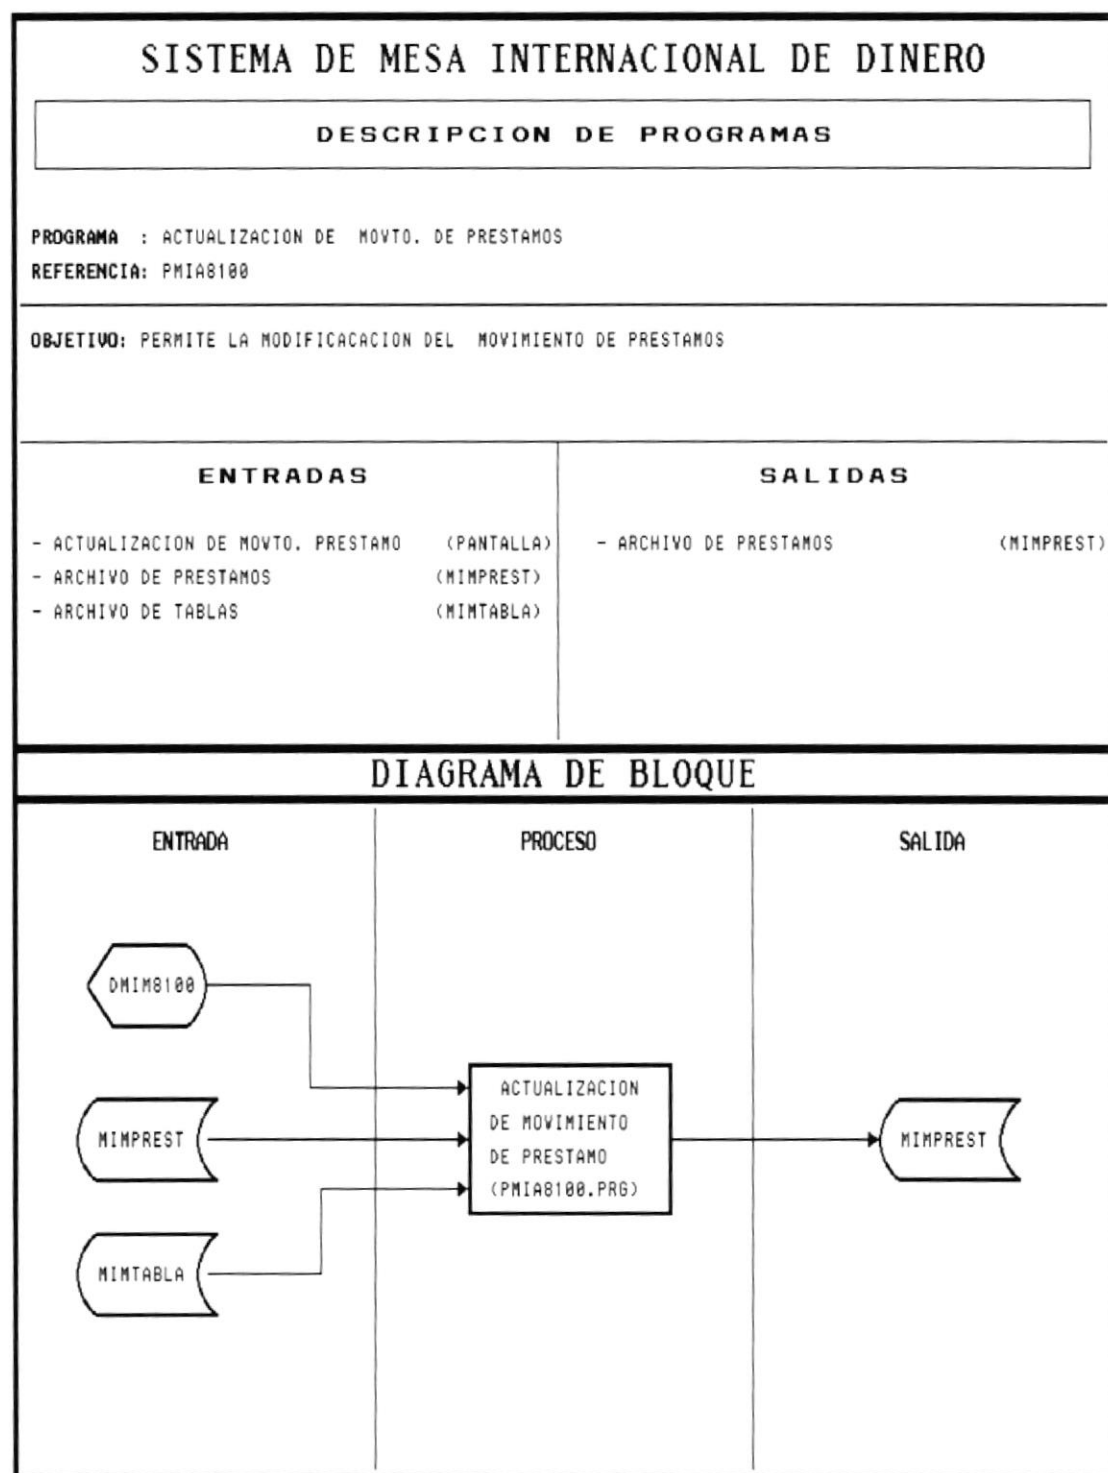 SISTEMA DE MESA INTERNACIONAL DE DINERO
DESCRIPCION DE PROGRAMAS
PROGRAMA : ACTUALIZACION DE MOVTO. DE PRESTAMOS
REFERENCIA: PMIA8100
OBJETIVO: PERMITE LA MODIFICACACION DEL MOVIMIENTO DE PRESTAMOS
ENTRADAS
- ACTUALIZACION DE MOVTO. PRESTAMO (PANTALLA)
- ARCHIVO DE PRESTAMOS (MIMPREST)
- ARCHIVO DE TABLAS (MIMTABLA)
SALIDAS
- ARCHIVO DE PRESTAMOS (MIMPREST)
DIAGRAMA DE BLOQUE
ENTRADA
PROCESO
SALIDA
DMIM8100
MIMPREST
MIMTABLA
ACTUALIZACION
DE MOVIMIENTO
DE PRESTAMO
(PMIA8100.PRG)
MIMPREST